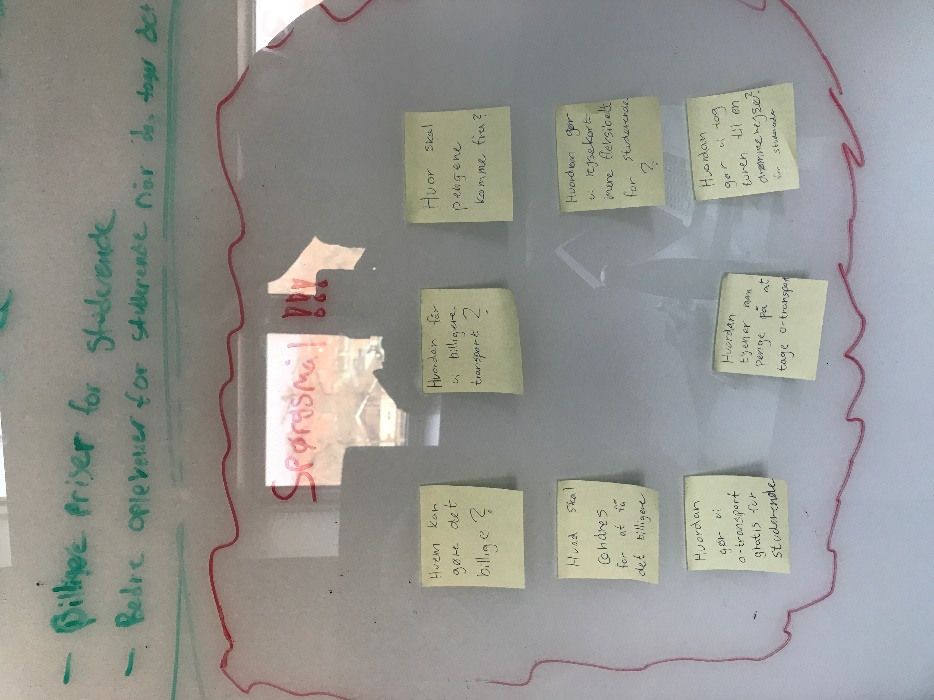 - Billigere priser for studerende
- Bedre oplevelser for studerende når de tager det
Spørgsmål !!
Hvem kan
gøre det
billige?
Hvordan får
vi billigere
transport?
Hvor skal
pengene
komme fra?
Hvad skal
ændres
for at få
det billigere
Hvordan gør
vi rejsekort
mere fleksibelt
for studerende
?
Hvordan
gør vi
o-transport
gratis for
studerende
Hvordan
tjener man
penge på at
tage o-transport
Hvordan
gør vi tog
turen til en
drømmerejse?
for studerende